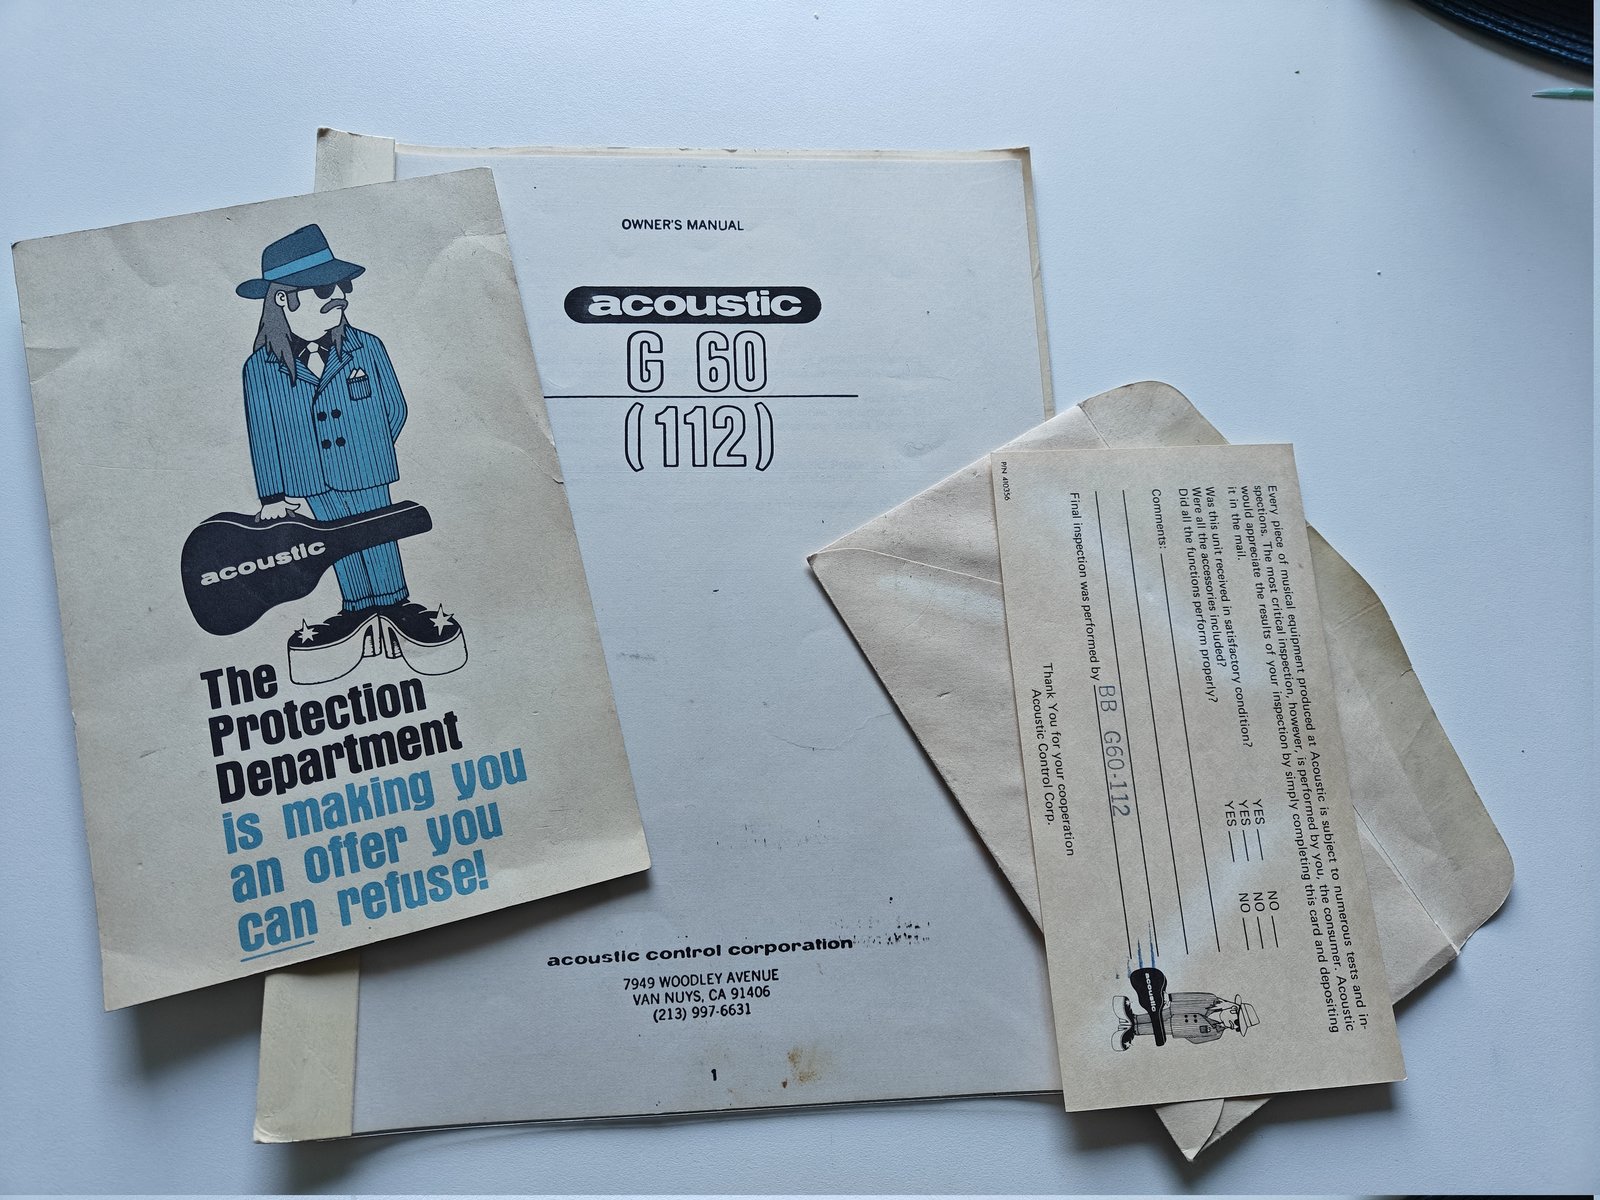 acoustic
The
Protection
Department
is making you
an offer you
can refuse!
OWNER'S MANUAL
acoustic
G 60
(112)
acoustic control corporation
7949 WOODLEY AVENUE
VAN NUYS, CA 91406
(213) 997-6631
1
Every piece of musical equipment produced at Acoustic is subject to numerous tests and in-
spections. The most critical inspection, however, is performed by you, the consumer. Acoustic
would appreciate the results of your inspection by simply completing this card and depositing
it in the mail.
Was this unit received in satisfactory condition? YES NO
Were all the accessories included? YES NO
Did all the functions perform properly? YES NO
Comments:
Final inspection was performed by BB G60-112
Thank You for your cooperation
Acoustic Control Corp.
acoustic
P/N 410356